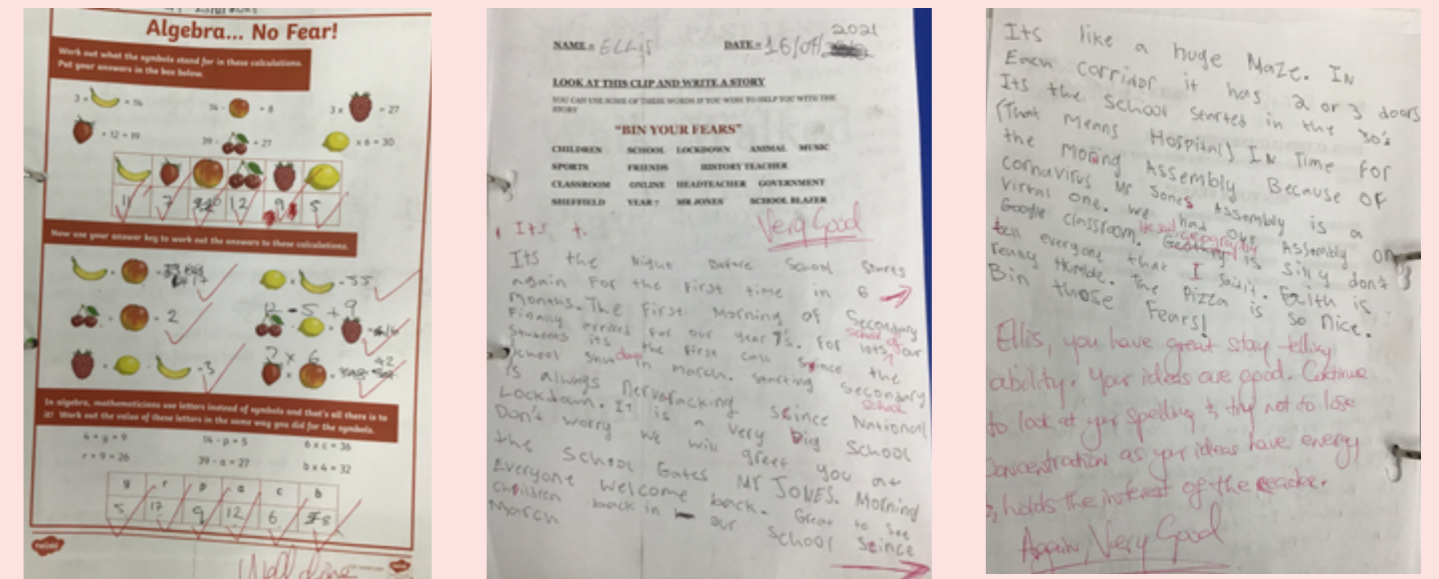 Algebra... No Fear!
Work out what the symbols stand for in these calculations.
Put your answers in the box below.
3 + = 14
14 - = 8
3 x = 27
+ 12 = 19
39 - = 27
x 6 = 30
11 7 12 9 5
Now use your answer key to work out the answers to these calculations.
= 55
= 2
12 - 5 + 9
= 3
7 x 6
42
In algebra, mathematicians use letters instead of symbols and that's all there is to
it! Work out the value of these letters in the same way you did for the symbols.
4 + y = 9
14 - p = 5
6 x c = 36
r + 9 = 26
39 - a = 27
b x 4 = 32
y r p a c b
5 17 9 12 6 8
Well done
NAME = ELLIS DATE = 16/09/ 2021
LOOK AT THIS CLIP AND WRITE A STORY
YOU CAN USE SOME OF THESE WORDS IF YOU WISH TO HELP YOU WITH THE
STORY
"BIN YOUR FEARS"
CHILDREN SCHOOL LOCKDOWN ANIMAL MUSIC
SPORTS FRIENDS HISTORY TEACHER
CLASSROOM ONLINE HEADTEACHER GOVERNMENT
SHEFFIELD YEAR 7 MR JONES SCHOOL BLAZER
Very Good
Its the Night Before School Starts
again For the First time in 6
Months. The First Morning of Secondary
school
Finally arrived For our year 7's. For lots of our
Students its the First since the
School in March. Starting Secondary
school
Is always nervracking seince National
Lockdown. It is a very big School
Don't worry we will greet you at
the School Gates Mr JONES. Morning
Everyone Welcome back. Great to see
Children back in our School Seince
March
Its like a huge Maze. IN
Each corridor it has 2 or 3 doors
Its the School Started in the 30's
(That Means Hospital) IN Time For
the Morning Assembly Because OF
cornavirus Mr Jones Assembly is a
Virtal one. We had Our Assembly on
Google Classroom. is silly don't
tell everyone that I said it. Faith is
The Pizza is so Nice.
Bin those Fears!
Ellis, you have great story telling
ability. Your ideas are good. Continue
to look at your spelling & try not to lose
concentration as your ideas have energy
& holds the interest of the reader.
Again, Very Good